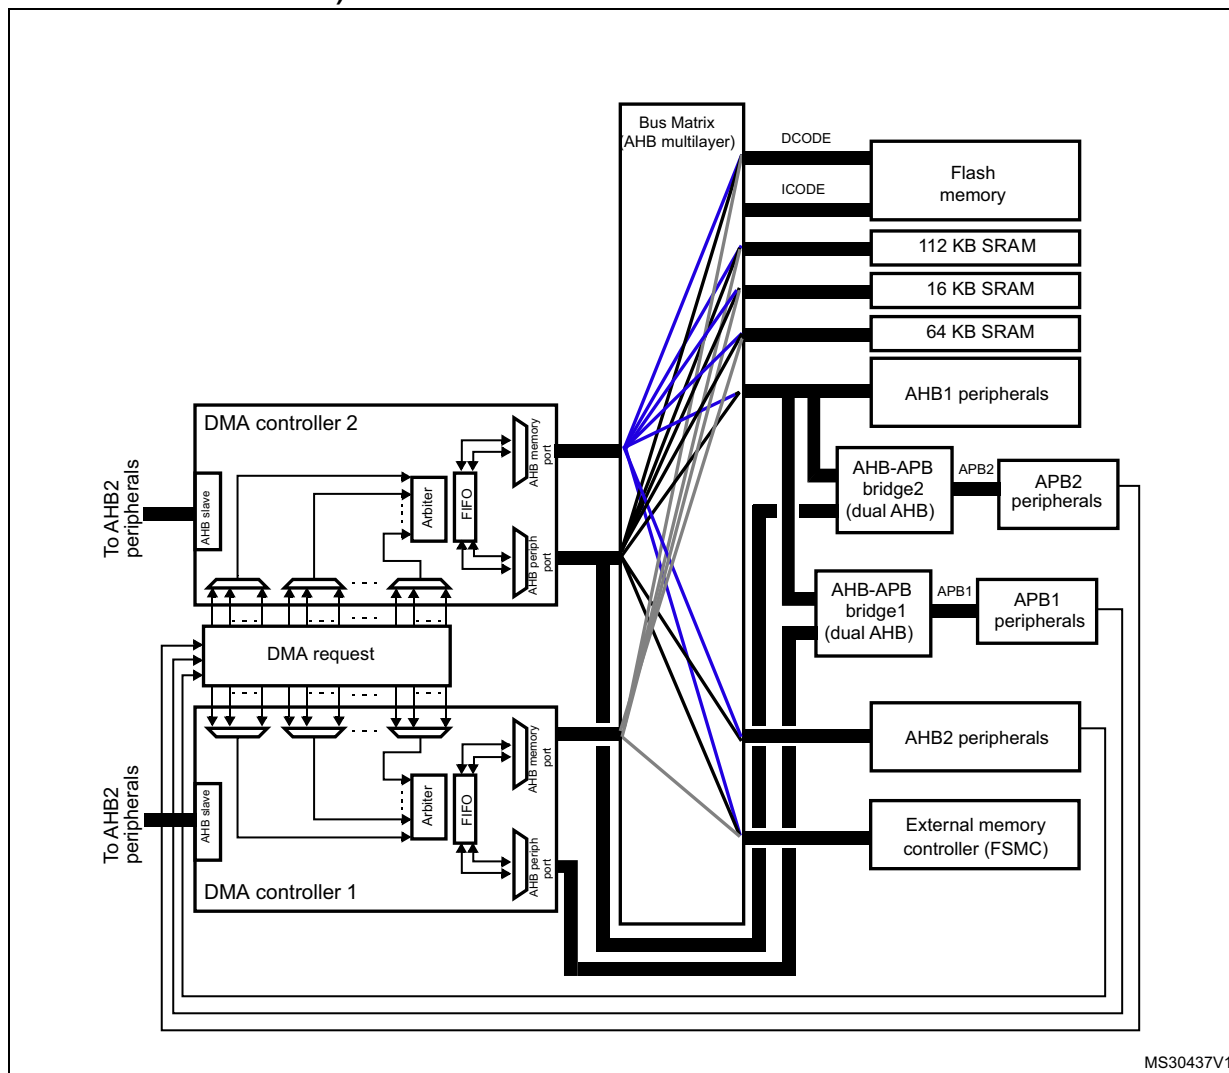 Bus Matrix
(AHB multilayer)
DCODE
ICODE
Flash
memory
112 KB SRAM
16 KB SRAM
64 KB SRAM
AHB1 peripherals
AHB-APB
bridge2
(dual AHB)
APB2
APB2
peripherals
AHB-APB
bridge1
(dual AHB)
APB1
APB1
peripherals
AHB2 peripherals
External memory
controller (FSMC)
DMA controller 2
To AHB2
peripherals
AHB slave
Arbiter
FIFO
AHB memory
port
AHB periph
port
DMA request
To AHB2
peripherals
AHB slave
Arbiter
FIFO
AHB memory
port
AHB periph
port
DMA controller 1
MS30437V1